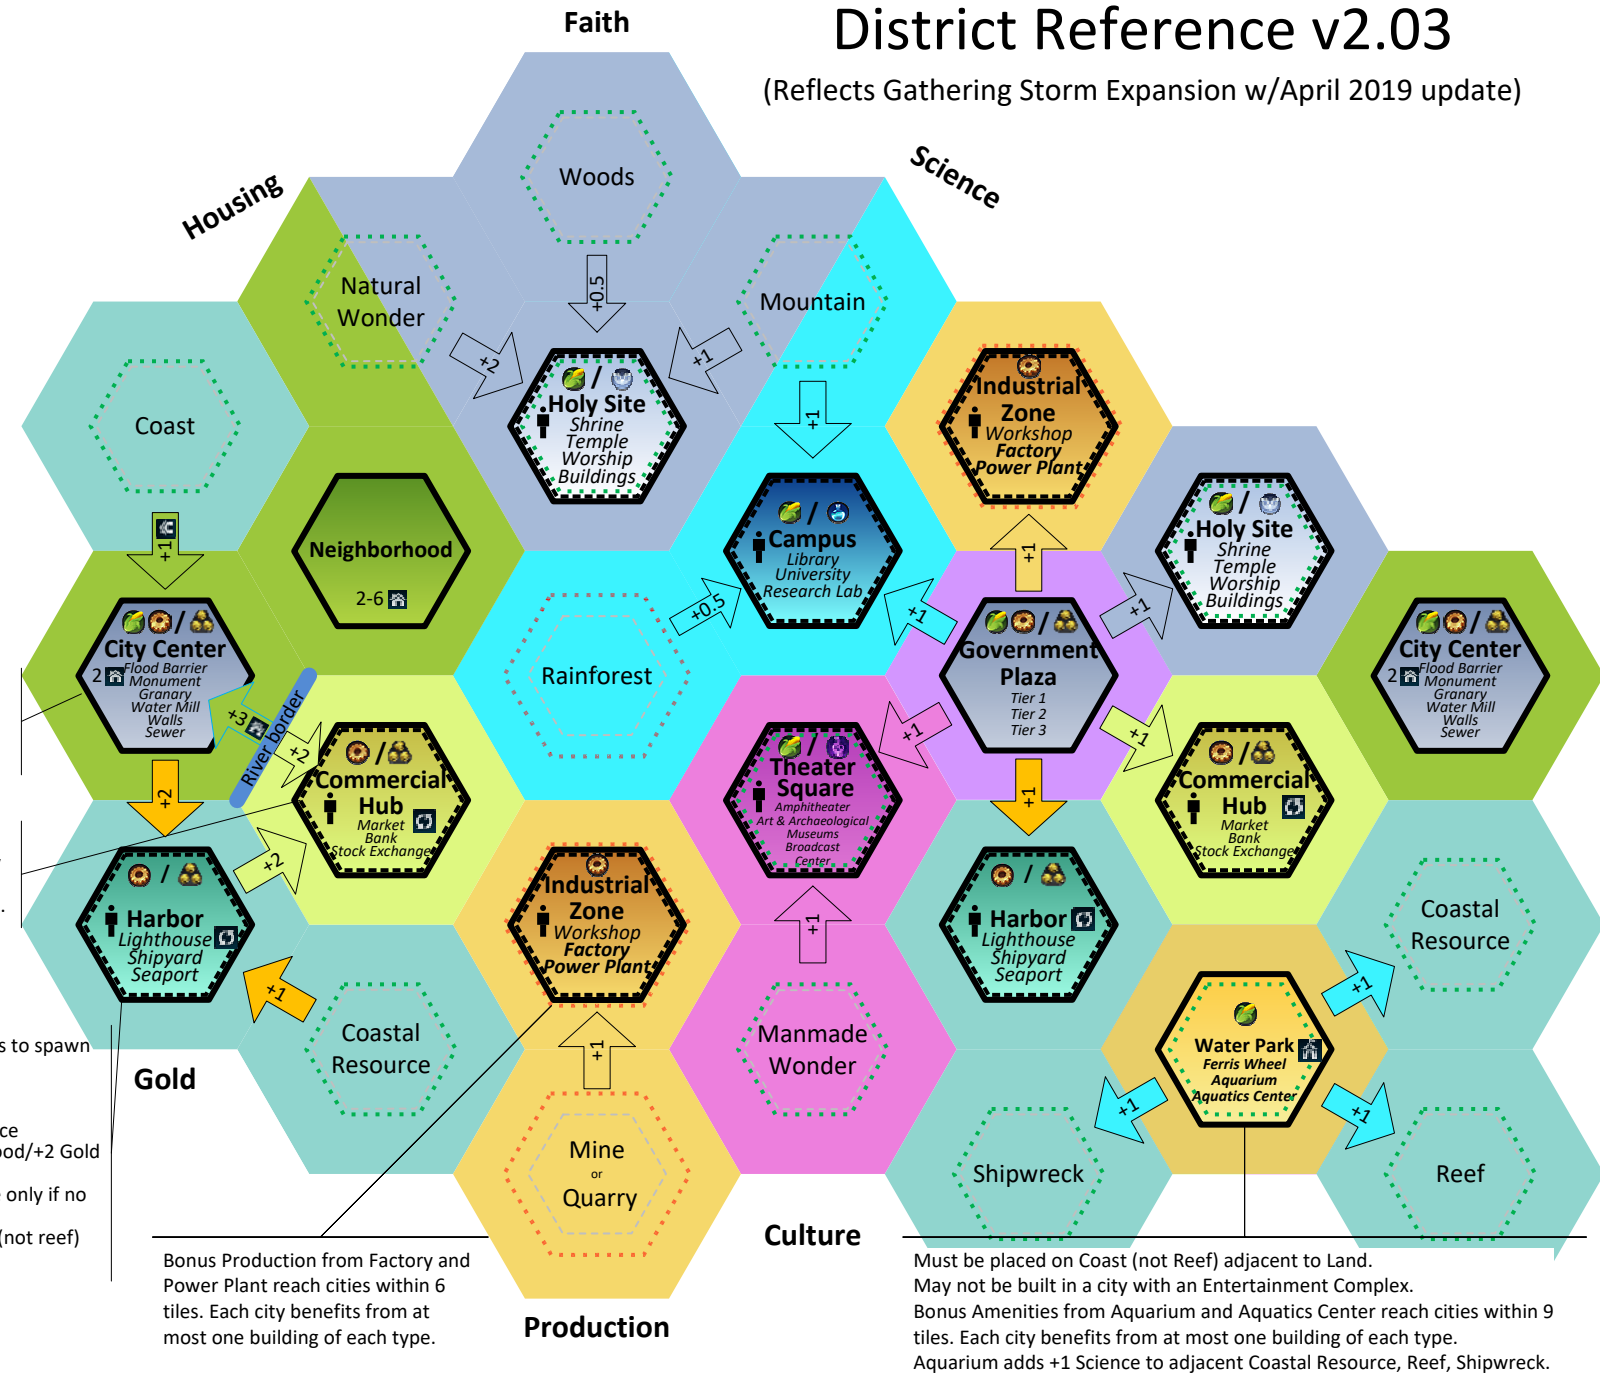 District Reference v2.03
(Reflects Gathering Storm Expansion w/April 2019 update)
Faith
Housing
Science
Woods
+0.5
Natural
Wonder
+2
Mountain
+1
+1
Coast
+1
/
Holy Site
Shrine
Temple
Worship
Buildings
Industrial
Zone
Workshop
Factory
Power Plant
+1
Neighborhood
2-6
/
Campus
Library
University
Research Lab
/
Holy Site
Shrine
Temple
Worship
Buildings
+1
/
City Center
2
Flood Barrier
Monument
Granary
Water Mill
Walls
Sewer
+3
River border
+2
+2
Rainforest
+0.5
+1
/
Government
Plaza
Tier 1
Tier 2
Tier 3
+1
+1
+1
/
City Center
2
Flood Barrier
Monument
Granary
Water Mill
Walls
Sewer
/
Commercial
Hub
Market
Bank
Stock Exchange
+2
/
Theater
Square
Amphitheater
Art & Archaeological
Museums
Broadcast
Center
+1
/
Commercial
Hub
Market
Bank
Stock Exchange
/
Harbor
Lighthouse
Shipyard
Seaport
+1
Industrial
Zone
Workshop
Factory
Power Plant
+1
/
Harbor
Lighthouse
Shipyard
Seaport
Coastal
Resource
Coastal
Resource
Manmade
Wonder
Water Park
Ferris Wheel
Aquarium
Aquatics Center
+1
+1
+1
Mine
or
Quarry
Shipwreck
Reef
Gold
.
s to spawn
ce
od/+2 Gold
only if no
(not reef)
Culture
Production
Bonus Production from Factory and
Power Plant reach cities within 6
tiles. Each city benefits from at
most one building of each type.
Must be placed on Coast (not Reef) adjacent to Land.
May not be built in a city with an Entertainment Complex.
Bonus Amenities from Aquarium and Aquatics Center reach cities within 9
tiles. Each city benefits from at most one building of each type.
Aquarium adds +1 Science to adjacent Coastal Resource, Reef, Shipwreck.